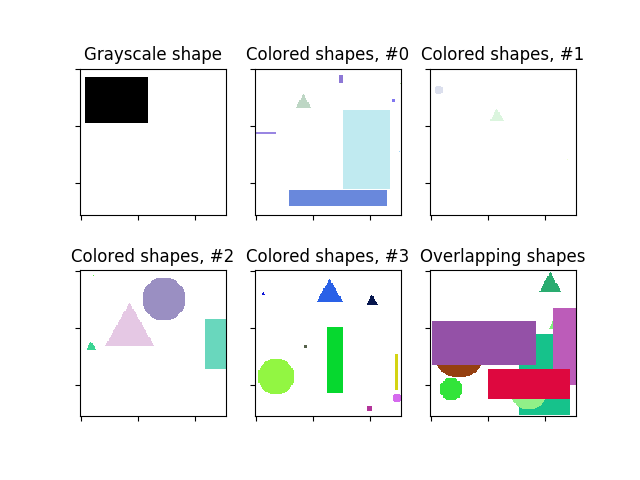 Grayscale shape
Colored shapes, #0
Colored shapes, #1
Colored shapes, #2
Colored shapes, #3
Overlapping shapes